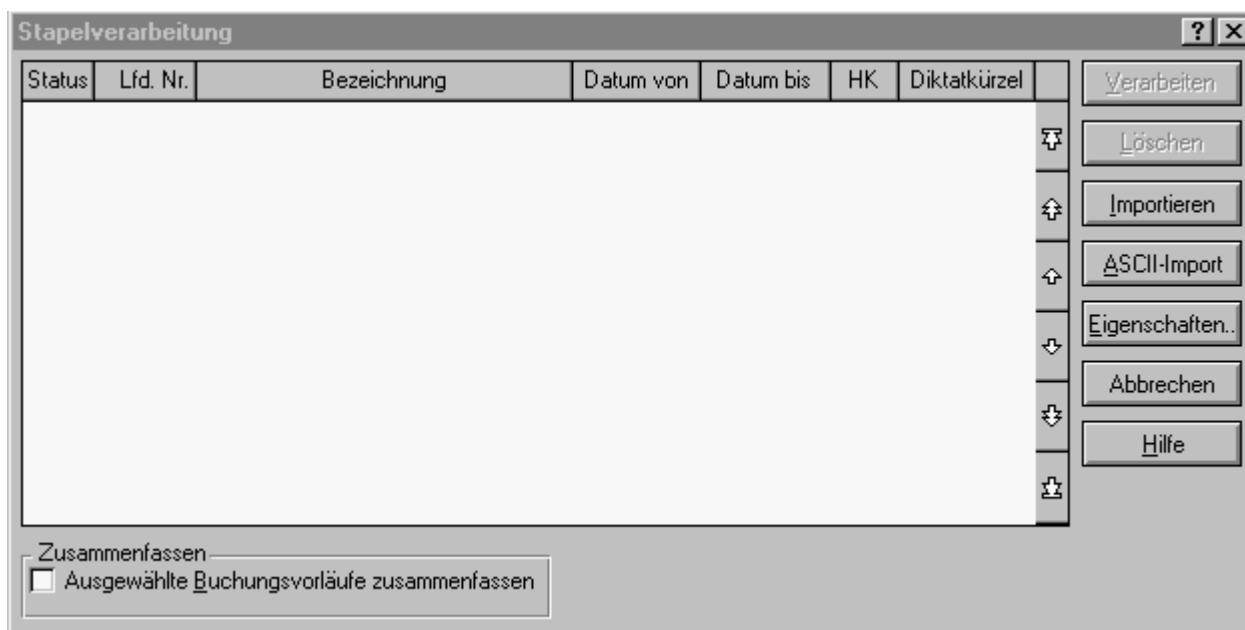 Stapelverarbeitung
Status Lfd. Nr. Bezeichnung Datum von Datum bis HK Diktatkürzel
Verarbeiten
Löschen
Importieren
ASCII-Import
Eigenschaften..
Abbrechen
Hilfe
Zusammenfassen
Ausgewählte Buchungsvorläufe zusammenfassen